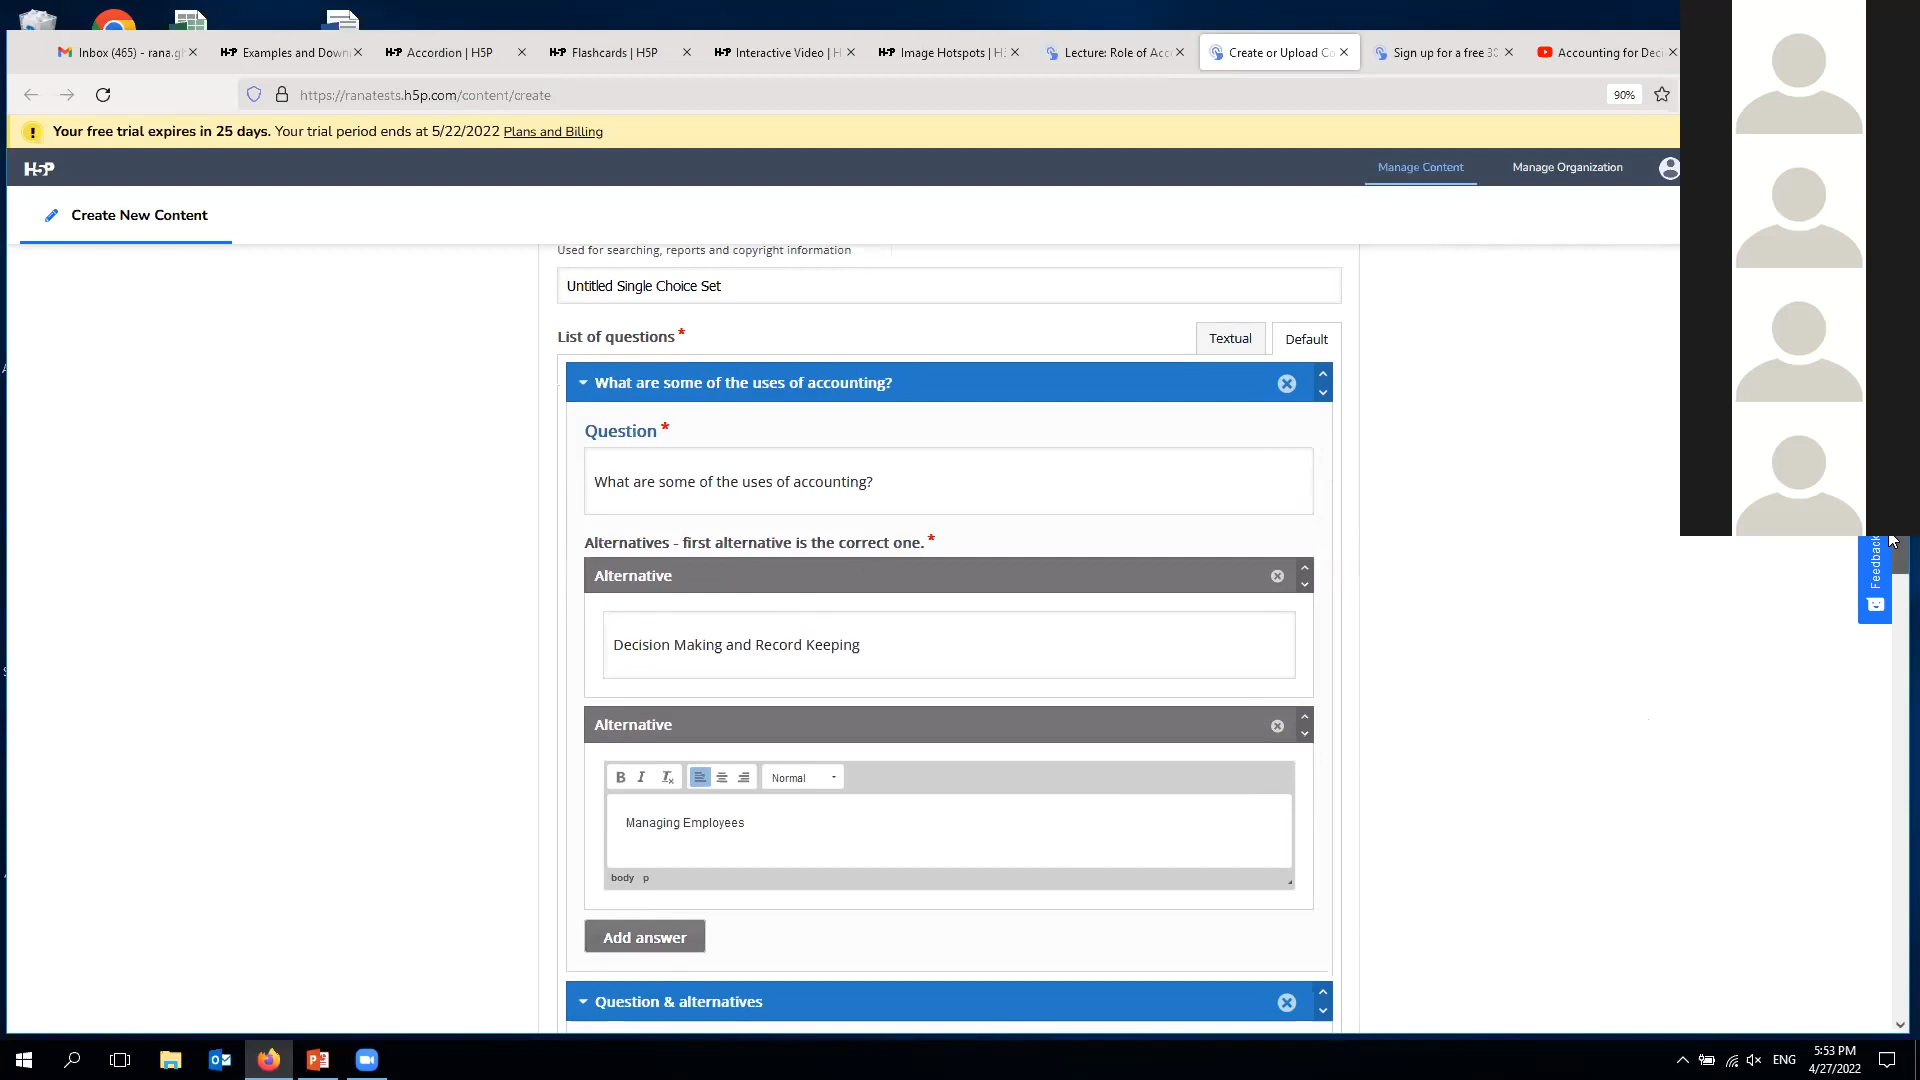 Inbox (465) - rana.g
H-P Examples and Down
H-P Accordion | H5P
H-P Flashcards | H5P
H-P Interactive Video | H
H-P Image Hotspots | H
Lecture: Role of Acc
Create or Upload Co
Sign up for a free 30
Accounting for Deci
https://ranatests.h5p.com/content/create
90%
Your free trial expires in 25 days. Your trial period ends at 5/22/2022 Plans and Billing
H5P
Manage Content
Manage Organization
Create New Content
Used for searching, reports and copyright information
Untitled Single Choice Set
List of questions *
Textual
Default
What are some of the uses of accounting?
Question *
What are some of the uses of accounting?
Alternatives - first alternative is the correct one. *
Alternative
Decision Making and Record Keeping
Alternative
B I Tx
Normal
Managing Employees
body p
Add answer
Question & alternatives
Feedback
ENG
5:53 PM
4/27/2022